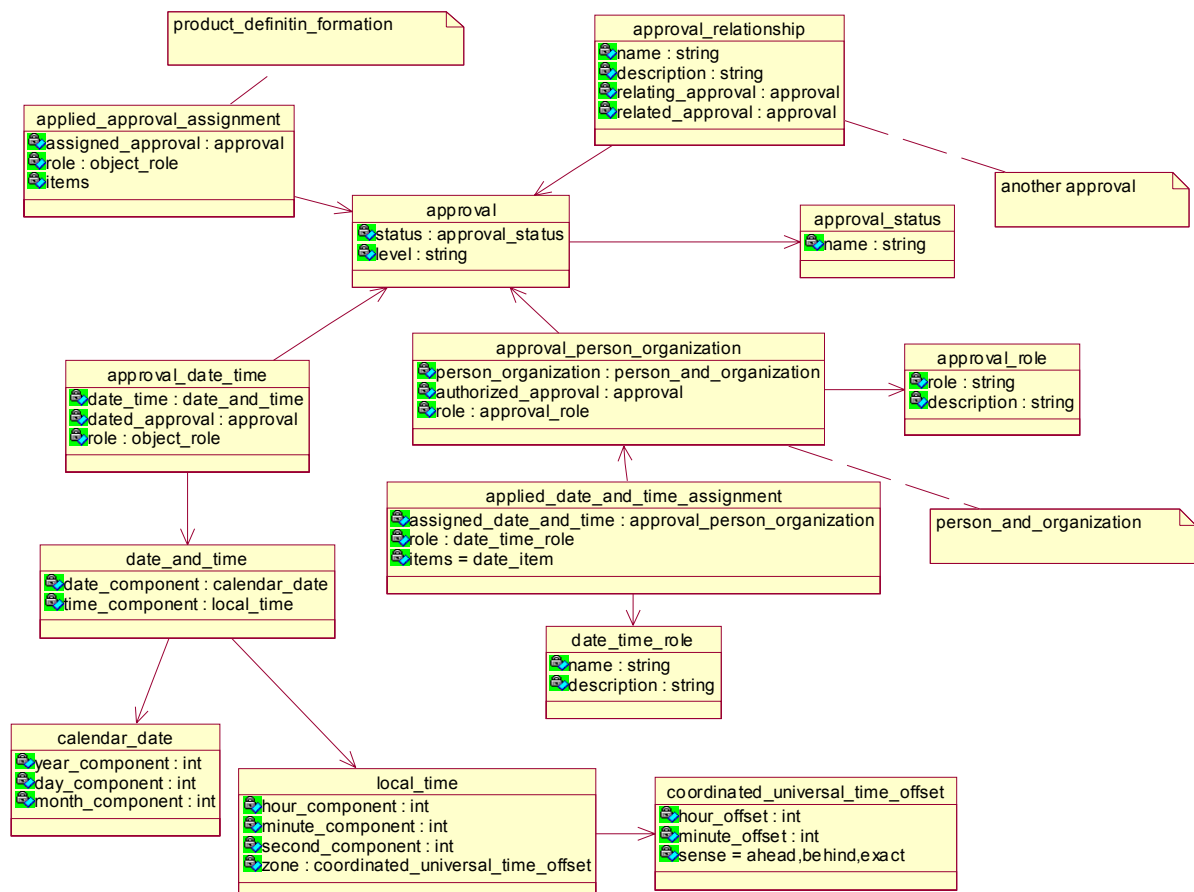 product_definitin_formation
approval_relationship
name : string
description : string
relating_approval : approval
related_approval : approval
applied_approval_assignment
assigned_approval : approval
role : object_role
items
another approval
approval
status : approval_status
level : string
approval_status
name : string
approval_date_time
date_time : date_and_time
dated_approval : approval
role : object_role
approval_person_organization
person_organization : person_and_organization
authorized_approval : approval
role : approval_role
approval_role
role : string
description : string
applied_date_and_time_assignment
assigned_date_and_time : approval_person_organization
role : date_time_role
items = date_item
person_and_organization
date_and_time
date_component : calendar_date
time_component : local_time
date_time_role
name : string
description : string
calendar_date
year_component : int
day_component : int
month_component : int
local_time
hour_component : int
minute_component : int
second_component : int
zone : coordinated_universal_time_offset
coordinated_universal_time_offset
hour_offset : int
minute_offset : int
sense = ahead,behind,exact